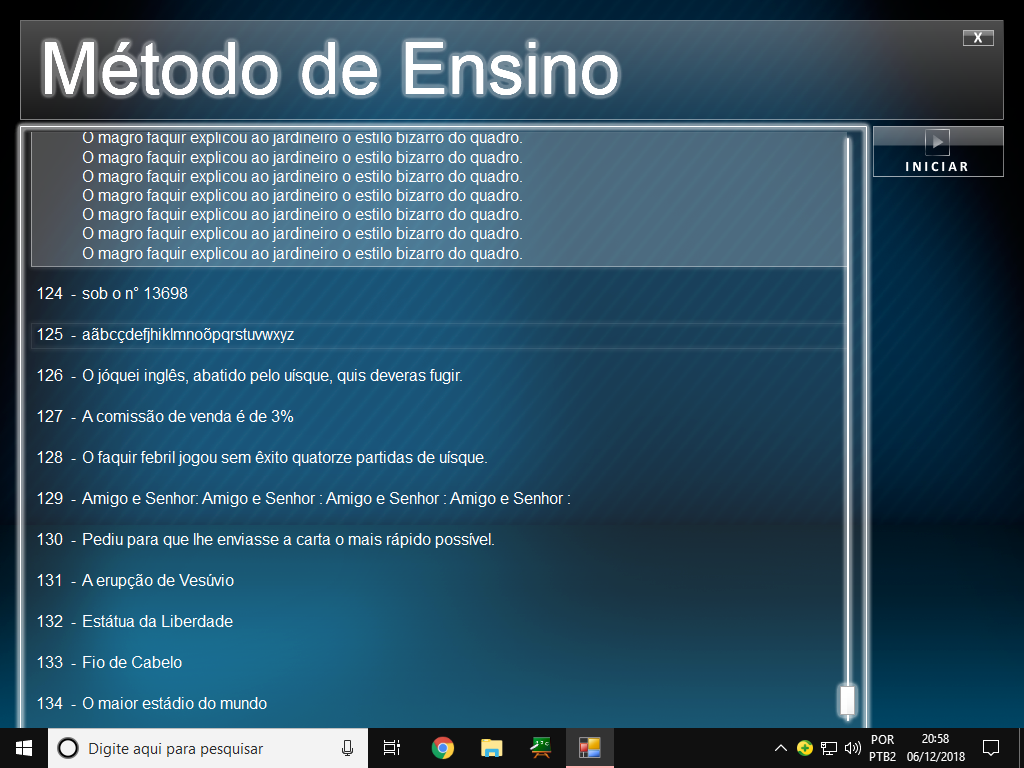 Método de Ensino
X
O magro faquir explicou ao jardineiro o estilo bizarro do quadro.
O magro faquir explicou ao jardineiro o estilo bizarro do quadro.
O magro faquir explicou ao jardineiro o estilo bizarro do quadro.
O magro faquir explicou ao jardineiro o estilo bizarro do quadro.
O magro faquir explicou ao jardineiro o estilo bizarro do quadro.
O magro faquir explicou ao jardineiro o estilo bizarro do quadro.
O magro faquir explicou ao jardineiro o estilo bizarro do quadro.
INICIAR
124 - sob o n° 13698
125 - aãbcçdefjhiklmnoõpqrstuvwxyz
126 - O jóquei inglês, abatido pelo uísque, quis deveras fugir.
127 - A comissão de venda é de 3%
128 - O faquir febril jogou sem êxito quatorze partidas de uísque.
129 - Amigo e Senhor: Amigo e Senhor : Amigo e Senhor : Amigo e Senhor :
130 - Pediu para que lhe enviasse a carta o mais rápido possível.
131 - A erupção de Vesúvio
132 - Estátua da Liberdade
133 - Fio de Cabelo
134 - O maior estádio do mundo
Digite aqui para pesquisar
POR
PTB2
20:58
06/12/2018